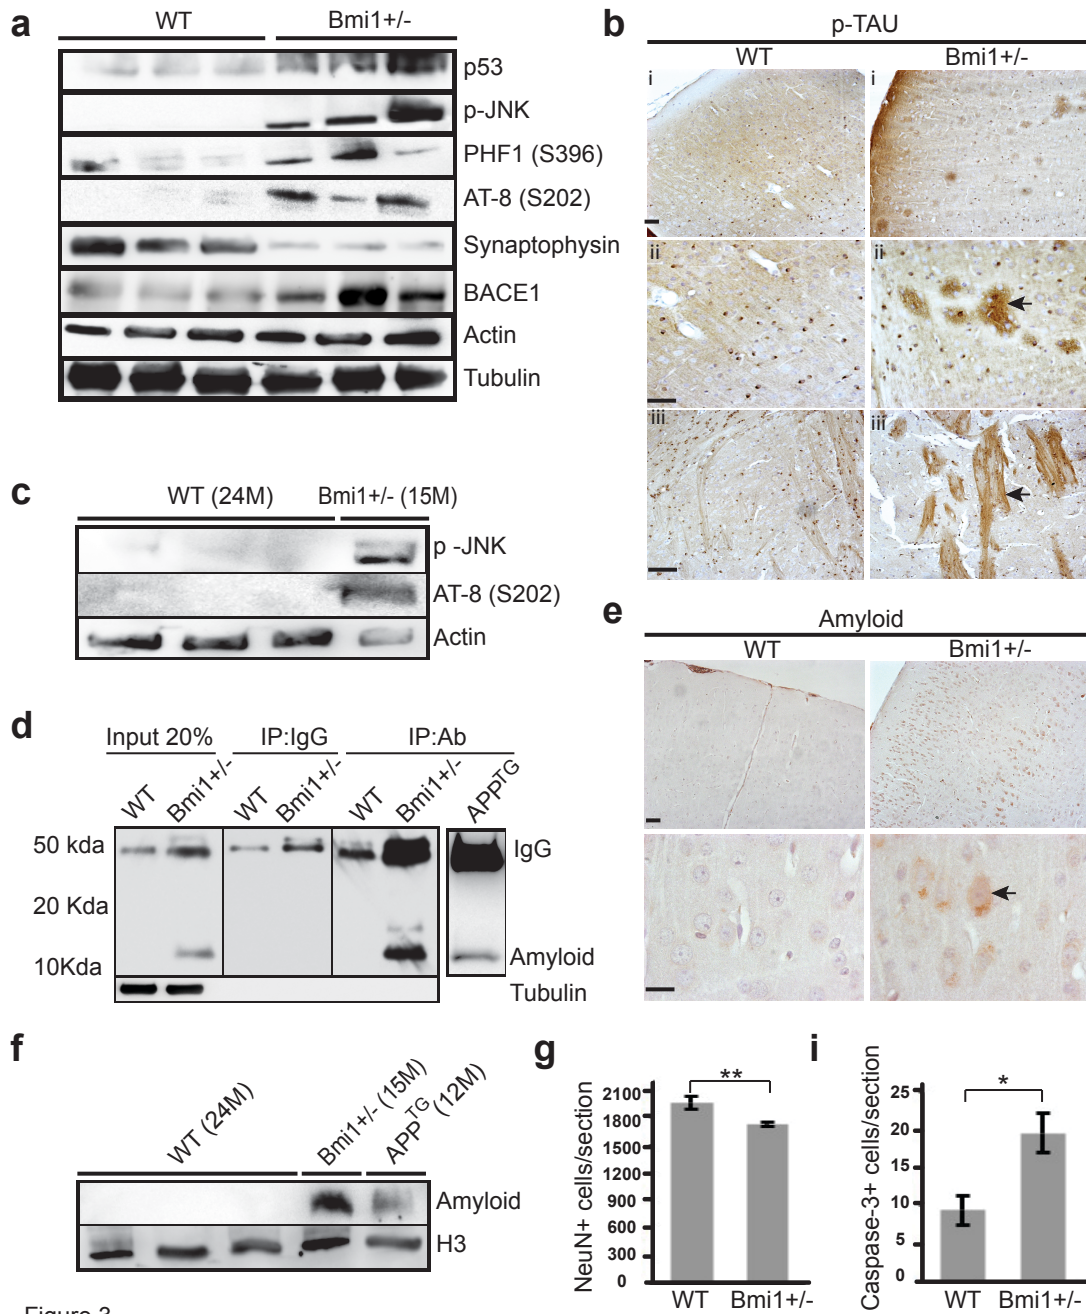 a
WT Bmi1+/-
p53
p-JNK
PHF1 (S396)
AT-8 (S202)
Synaptophysin
BACE1
Actin
Tubulin
b
p-TAU
WT Bmi1+/-
i i
ii ii
iii iii
c
WT (24M) Bmi1+/- (15M)
p -JNK
AT-8 (S202)
Actin
d
Input 20% IP:IgG IP:Ab
WT Bmi1+/- WT Bmi1+/- WT Bmi1+/- APPTG
50 kda IgG
20 Kda
Amyloid
10Kda
Tubulin
e
Amyloid
WT Bmi1+/-
f
WT (24M) Bmi1+/- (15M) APPTG (12M)
Amyloid
H3
g
NeuN+ cells/section
2100
1800
1500
1200
900
600
300
0
**
WT Bmi1+/-
i
Caspase-3+ cells/section
25
20
15
10
5
0
*
WT Bmi1+/-